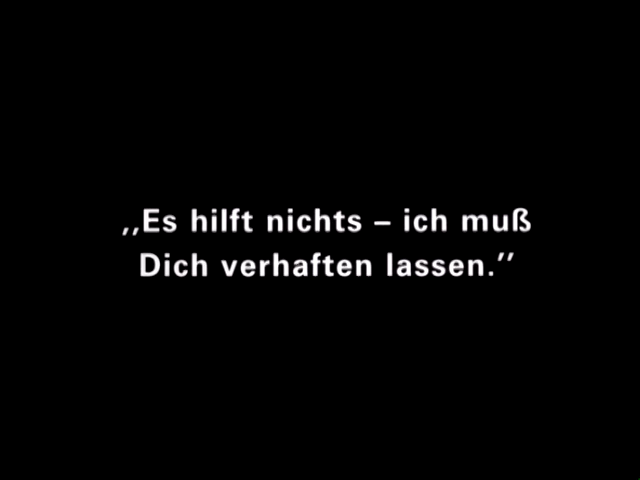 ,,Es hilft nichts – ich muß
Dich verhaften lassen.’’